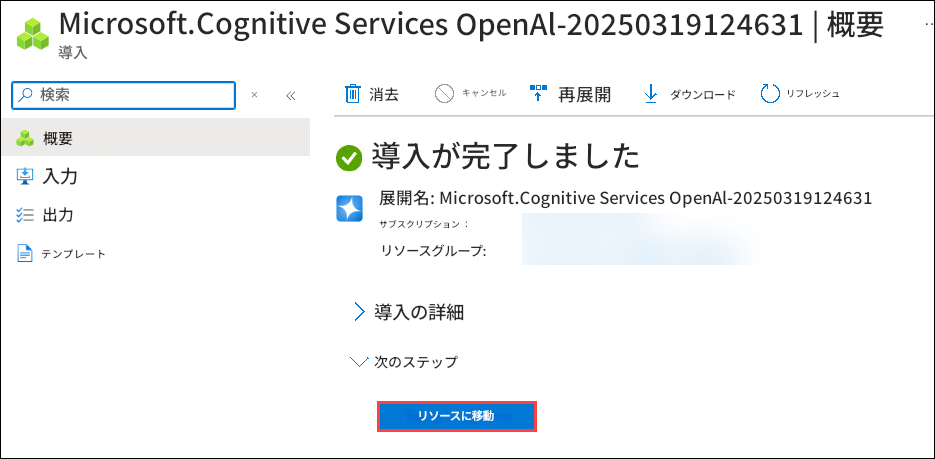 Microsoft.Cognitive Services OpenAl-20250319124631 | 概要
導入
検索
概要
入力
出力
テンプレート
消去
キャンセル
再展開
ダウンロード
リフレッシュ
導入が完了しました
展開名: Microsoft.Cognitive Services OpenAl-20250319124631
サブスクリプション :
リソースグループ:
導入の詳細
次のステップ
リソースに移動